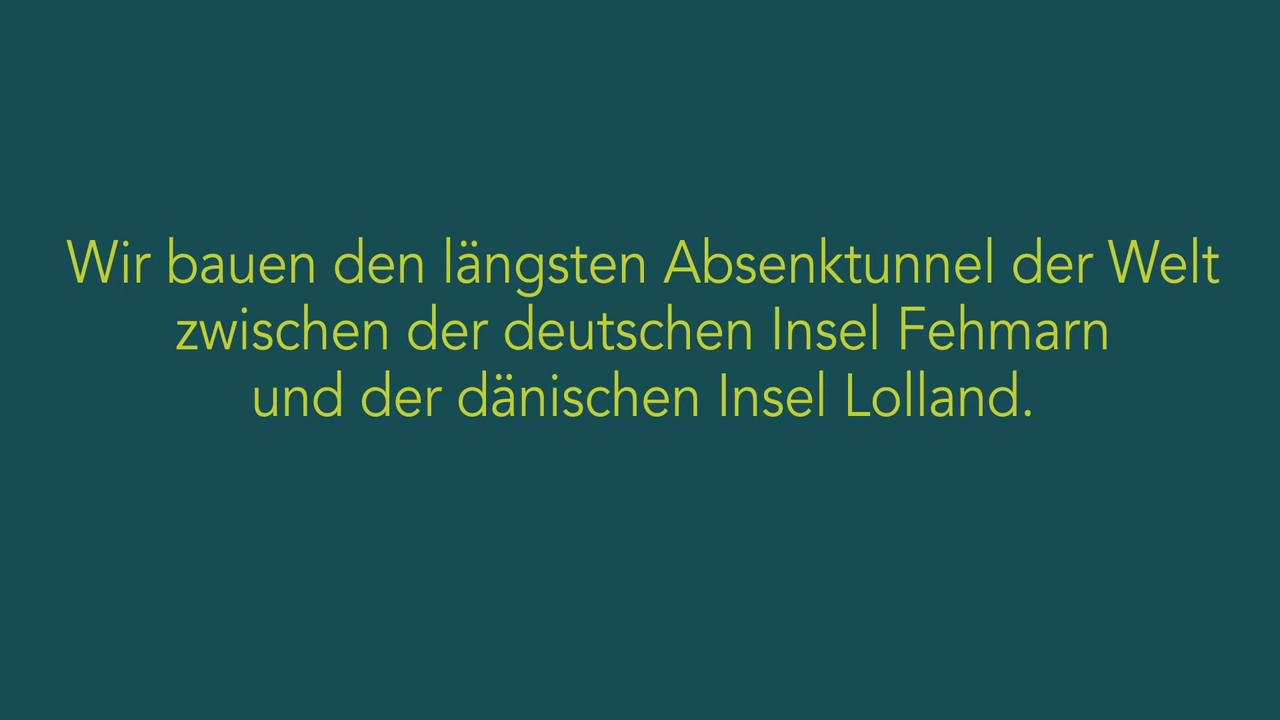 Wir bauen den längsten Absenktunnel der Welt
zwischen der deutschen Insel Fehmarn
und der dänischen Insel Lolland.